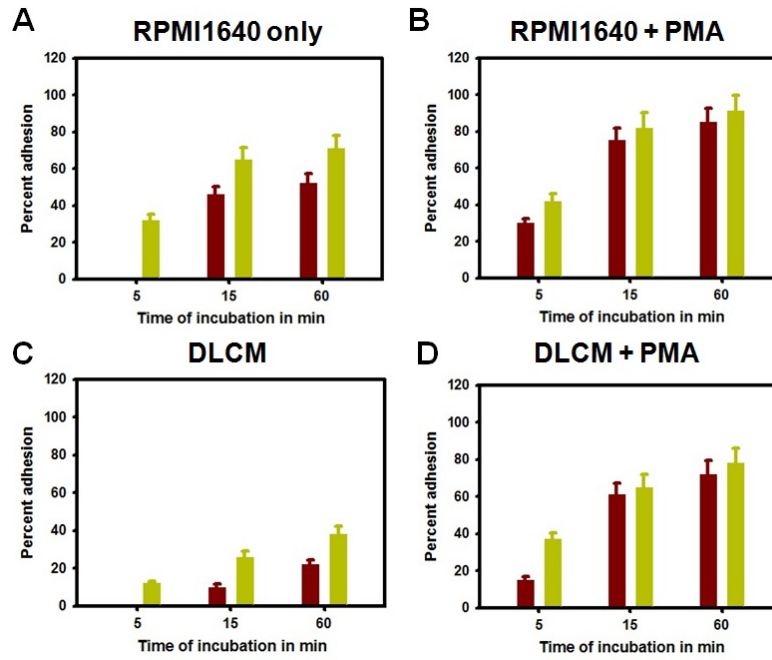 A
RPMI1640 only
Percent adhesion
120
100
80
60
40
20
0
5 15 60
Time of incubation in min
B
RPMI1640 + PMA
Percent adhesion
120
100
80
60
40
20
0
5 15 60
Time of incubation in min
C
DLCM
Percent adhesion
120
100
80
60
40
20
0
5 15 60
Time of incubation in min
D
DLCM + PMA
Percent adhesion
120
100
80
60
40
20
0
5 15 60
Time of incubation in min